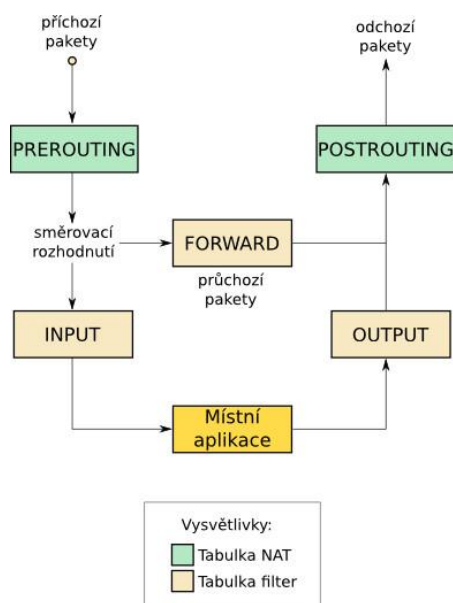 příchozí
pakety
odchozí
pakety
PREROUTING
POSTROUTING
směrovací
rozhodnutí
FORWARD
průchozí
pakety
INPUT
OUTPUT
Místní
aplikace
Vysvětlivky:
Tabulka NAT
Tabulka filter